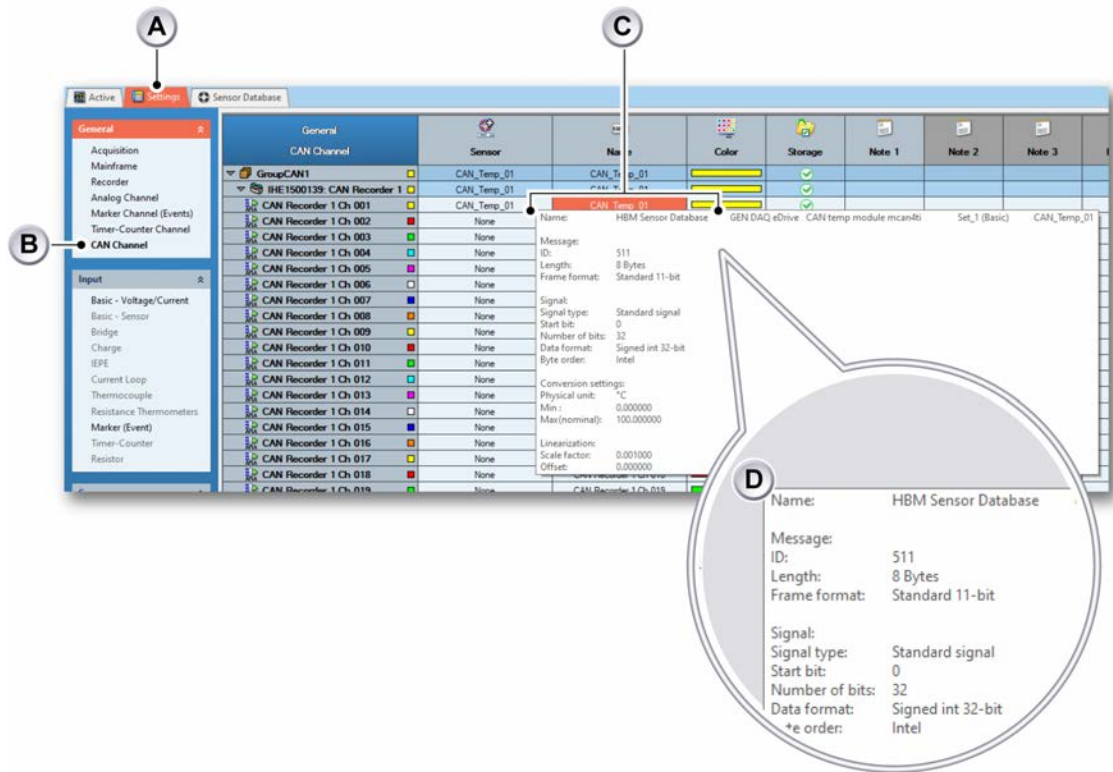 A
C
Active Settings Sensor Database
General
Acquisition
Mainframe
Recorder
Analog Channel
Marker Channel (Events)
Timer-Counter Channel
B
CAN Channel
Input
Basic - Voltage/Current
Basic - Sensor
Bridge
Charge
IEPE
Current Loop
Thermocouple
Resistance Thermometers
Marker (Event)
Timer-Counter
Resistor
General
CAN Channel
Sensor Color Storage Note 1 Note 2 Note 3
GroupCAN1 CAN_Temp_01
IHE1500139: CAN Recorder 1 CAN_Temp_01
CAN Recorder 1 Ch 001 CAN_Temp_01 CAN_Temp_01
CAN Recorder 1 Ch 002 None
CAN Recorder 1 Ch 003 None
CAN Recorder 1 Ch 004 None
CAN Recorder 1 Ch 005 None
CAN Recorder 1 Ch 006 None
CAN Recorder 1 Ch 007 None
CAN Recorder 1 Ch 008 None
CAN Recorder 1 Ch 009 None
CAN Recorder 1 Ch 010 None
CAN Recorder 1 Ch 011 None
CAN Recorder 1 Ch 012 None
CAN Recorder 1 Ch 013 None
CAN Recorder 1 Ch 014 None
CAN Recorder 1 Ch 015 None
CAN Recorder 1 Ch 016 None
CAN Recorder 1 Ch 017 None
CAN Recorder 1 Ch 018 None
CAN Recorder 1 Ch 019 None CAN Recorder 1 Ch 019
Name: HBM Sensor Database GEN DAQ eDrive CAN temp module mcan4ti Set_1 (Basic) CAN_Temp_01
Message:
ID: 511
Length: 8 Bytes
Frame format: Standard 11-bit
Signal:
Signal type: Standard signal
Start bit: 0
Number of bits: 32
Data format: Signed int 32-bit
Byte order: Intel
Conversion settings:
Physical unit: °C
Min : 0.000000
Max(nominal): 100.000000
Linearization:
Scale factor: 0.001000
Offset: 0.000000
D
Name: HBM Sensor Database
Message:
ID: 511
Length: 8 Bytes
Frame format: Standard 11-bit
Signal:
Signal type: Standard signal
Start bit: 0
Number of bits: 32
Data format: Signed int 32-bit
order: Intel